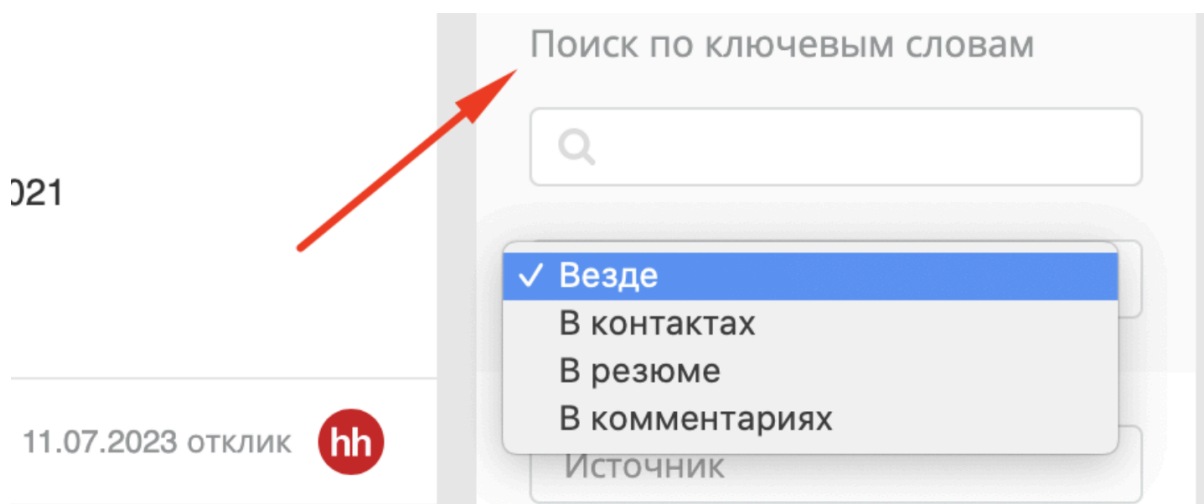 Поиск по ключевым словам
021
✓ Везде
В контактах
В резюме
В комментариях
11.07.2023 отклик hh
Источник